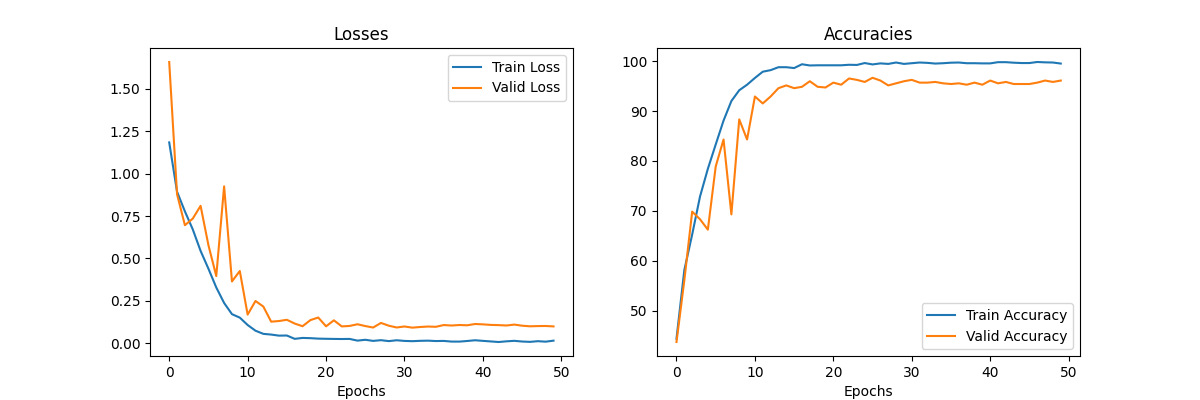 Losses
1.50
1.25
1.00
0.75
0.50
0.25
0.00
Train Loss
Valid Loss
0 10 20 30 40 50
Epochs
Accuracies
100
90
80
70
60
50
Train Accuracy
Valid Accuracy
0 10 20 30 40 50
Epochs